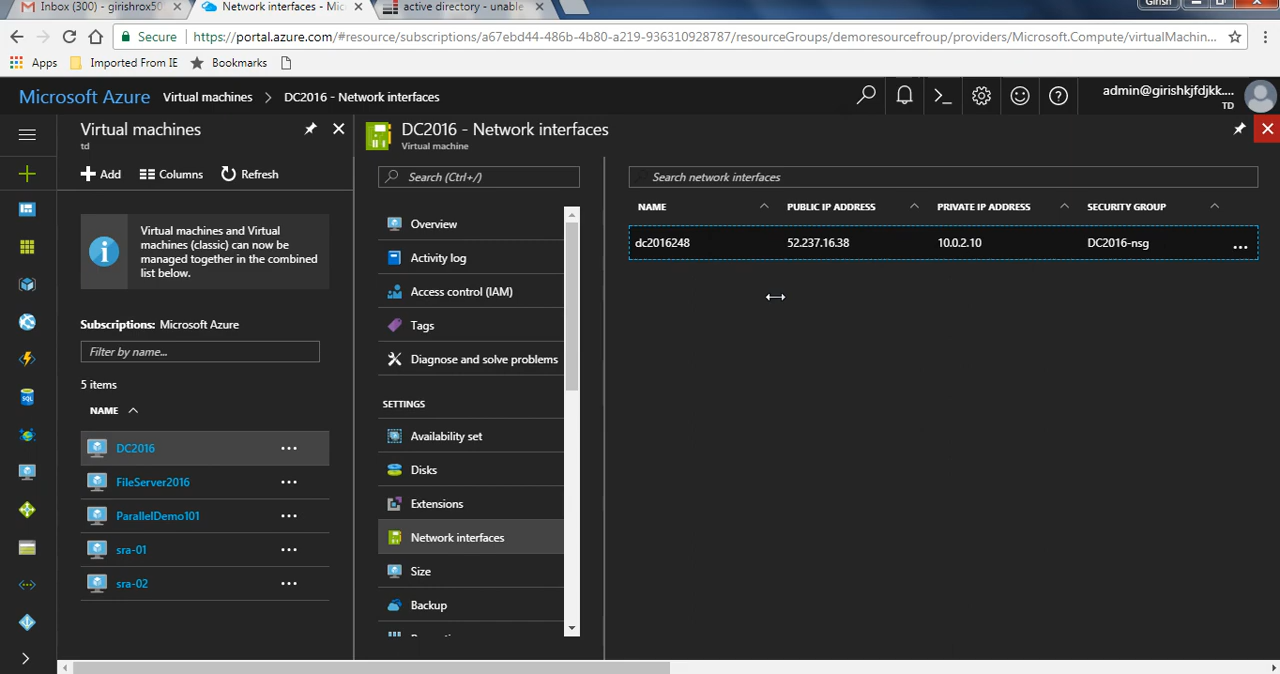 Inbox (300) - girishrox50
Network interfaces - Mic
active directory - unable
Girish
Secure
https://portal.azure.com/#resource/subscriptions/a67ebd44-486b-4b80-a219-936310928787/resourceGroups/demoresourcefroup/providers/Microsoft.Compute/virtualMachin...
Apps
Imported From IE
Bookmarks
Microsoft Azure
Virtual machines
DC2016 - Network interfaces
admin@girishkjfdjkk....
TD
Virtual machines
td
Add
Columns
Refresh
Virtual machines and Virtual
machines (classic) can now be
managed together in the combined
list below.
Subscriptions: Microsoft Azure
Filter by name...
5 items
NAME
DC2016
FileServer2016
ParallelDemo101
sra-01
sra-02
DC2016 - Network interfaces
Virtual machine
Search (Ctrl+/)
Overview
Activity log
Access control (IAM)
Tags
Diagnose and solve problems
SETTINGS
Availability set
Disks
Extensions
Network interfaces
Size
Backup
Search network interfaces
NAME PUBLIC IP ADDRESS PRIVATE IP ADDRESS SECURITY GROUP
dc2016248 52.237.16.38 10.0.2.10 DC2016-nsg